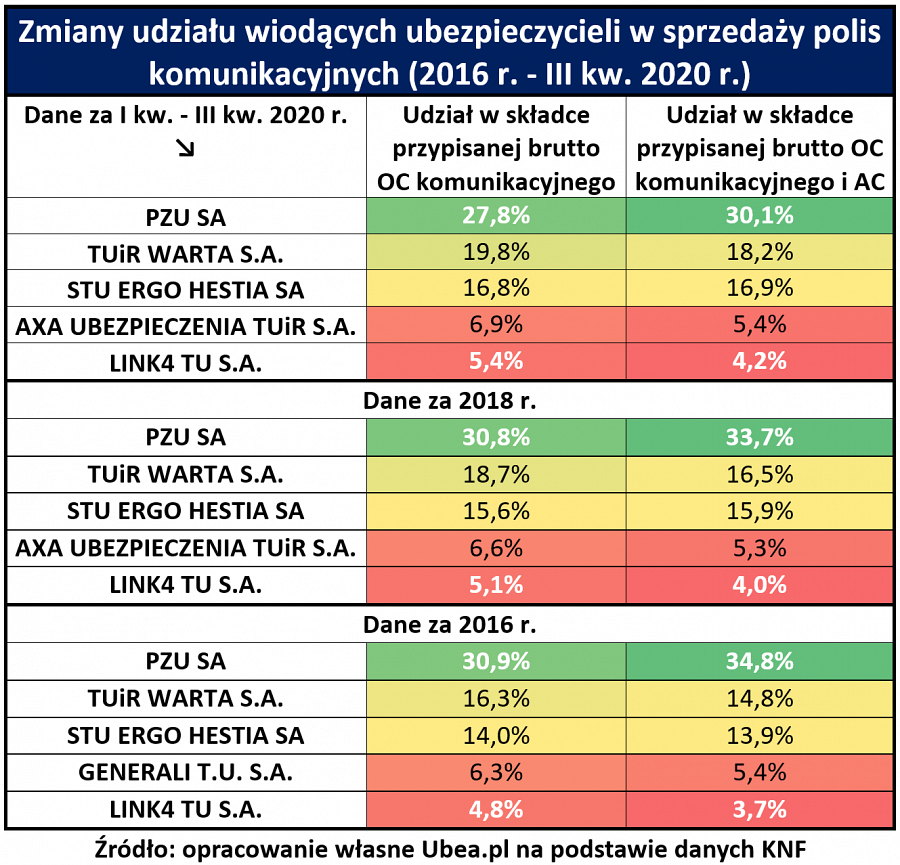 Zmiany udziału wiodących ubezpieczycieli w sprzedaży polis
komunikacyjnych (2016 r. - III kw. 2020 r.)
Dane za I kw. - III kw. 2020 r.
↘
Udział w składce
przypisanej brutto
OC komunikacyjnego
Udział w składce
przypisanej brutto OC
komunikacyjnego i AC
PZU SA 27,8% 30,1%
TUiR WARTA S.A. 19,8% 18,2%
STU ERGO HESTIA SA 16,8% 16,9%
AXA UBEZPIECZENIA TUiR S.A. 6,9% 5,4%
LINK4 TU S.A. 5,4% 4,2%
Dane za 2018 r.
PZU SA 30,8% 33,7%
TUiR WARTA S.A. 18,7% 16,5%
STU ERGO HESTIA SA 15,6% 15,9%
AXA UBEZPIECZENIA TUiR S.A. 6,6% 5,3%
LINK4 TU S.A. 5,1% 4,0%
Dane za 2016 r.
PZU SA 30,9% 34,8%
TUiR WARTA S.A. 16,3% 14,8%
STU ERGO HESTIA SA 14,0% 13,9%
GENERALI T.U. S.A. 6,3% 5,4%
LINK4 TU S.A. 4,8% 3,7%
Źródło: opracowanie własne Ubea.pl na podstawie danych KNF